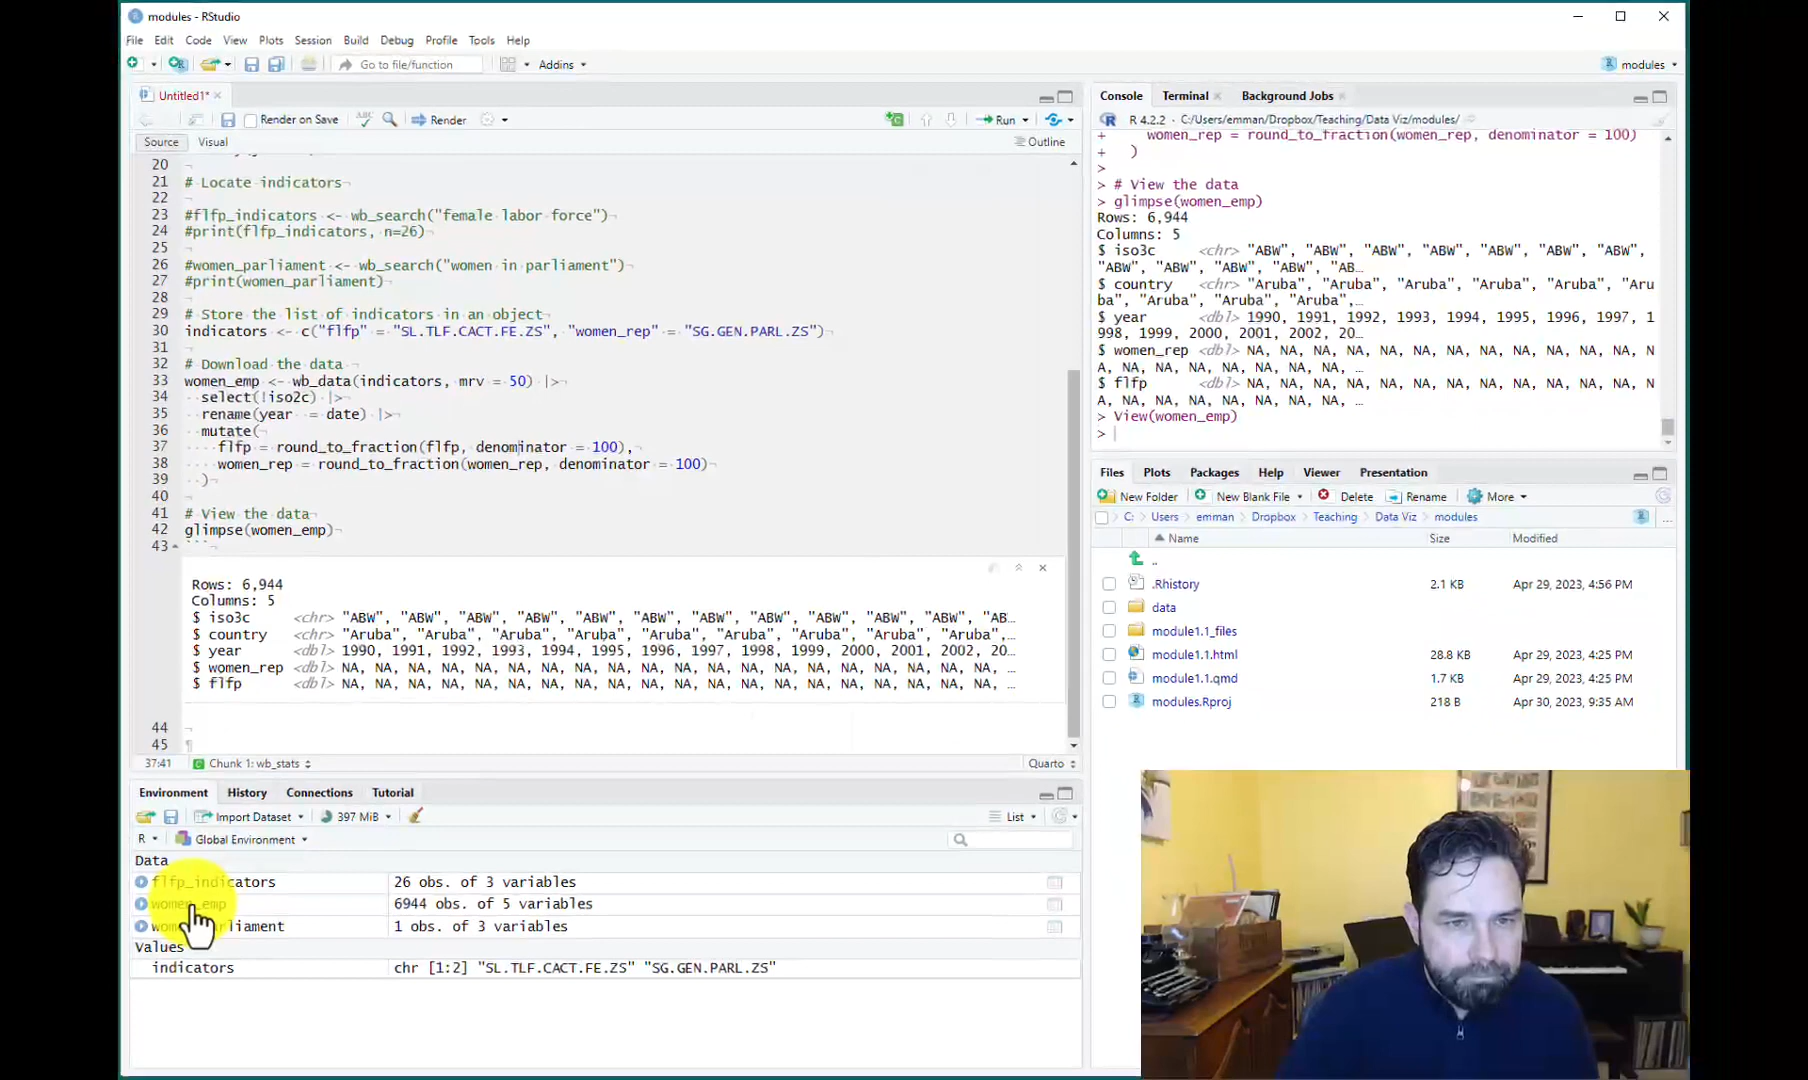 modules - RStudio
File Edit Code View Plots Session Build Debug Profile Tools Help
Go to file/function Addins modules
Untitled1*
Render on Save Render Run
Source Visual Outline
20
21 # Locate indicators
22
23 #flfp_indicators <- wb_search("female labor force")
24 #print(flfp_indicators, n=26)
25
26 #women_parliament <- wb_search("women in parliament")
27 #print(women_parliament)
28
29 # Store the list of indicators in an object
30 indicators <- c("flfp" = "SL.TLF.CACT.FE.ZS", "women_rep" = "SG.GEN.PARL.ZS")
31
32 # Download the data
33 women_emp <- wb_data(indicators, mrv = 50) |>
34 select(!iso2c) |>
35 rename(year = date) |>
36 mutate(
37 flfp = round_to_fraction(flfp, denominator = 100),
38 women_rep = round_to_fraction(women_rep, denominator = 100)
39 )
40
41 # View the data
42 glimpse(women_emp)
43 ```
Rows: 6,944
Columns: 5
$ iso3c <chr> "ABW", "ABW", "ABW", "ABW", "ABW", "ABW", "ABW", "ABW", "ABW", "ABW", "ABW", "AB…
$ country <chr> "Aruba", "Aruba", "Aruba", "Aruba", "Aruba", "Aruba", "Aruba", "Aruba", "Aruba",…
$ year <dbl> 1990, 1991, 1992, 1993, 1994, 1995, 1996, 1997, 1998, 1999, 2000, 2001, 2002, 20…
$ women_rep <dbl> NA, NA, NA, NA, NA, NA, NA, NA, NA, NA, NA, NA, NA, NA, NA, NA, NA, NA, NA, NA, …
$ flfp <dbl> NA, NA, NA, NA, NA, NA, NA, NA, NA, NA, NA, NA, NA, NA, NA, NA, NA, NA, NA, NA, …
44
45
37:41 Chunk 1: wb_stats Quarto
Environment History Connections Tutorial
Import Dataset 397 MiB List
R Global Environment
Data
flfp_indicators 26 obs. of 3 variables
women_emp 6944 obs. of 5 variables
1 obs. of 3 variables
Values
indicators chr [1:2] "SL.TLF.CACT.FE.ZS" "SG.GEN.PARL.ZS"
Console Terminal Background Jobs
R 4.2.2 · C:/Users/emman/Dropbox/Teaching/Data Viz/modules/
+ women_rep = round_to_fraction(women_rep, denominator = 100)
+ )
>
> # View the data
> glimpse(women_emp)
Rows: 6,944
Columns: 5
$ iso3c <chr> "ABW", "ABW", "ABW", "ABW", "ABW", "ABW", "ABW",
"ABW", "ABW", "ABW", "ABW", "AB…
$ country <chr> "Aruba", "Aruba", "Aruba", "Aruba", "Aruba", "Aru
ba", "Aruba", "Aruba", "Aruba",…
$ year <dbl> 1990, 1991, 1992, 1993, 1994, 1995, 1996, 1997, 1
998, 1999, 2000, 2001, 2002, 20…
$ women_rep <dbl> NA, NA, NA, NA, NA, NA, NA, NA, NA, NA, NA, NA, N
A, NA, NA, NA, NA, NA, NA, NA, …
$ flfp <dbl> NA, NA, NA, NA, NA, NA, NA, NA, NA, NA, NA, NA, N
A, NA, NA, NA, NA, NA, NA, NA, …
> View(women_emp)
>
Files Plots Packages Help Viewer Presentation
New Folder New Blank File Delete Rename More
C: Users emman Dropbox Teaching Data Viz modules ...
Name Size Modified
..
.Rhistory 2.1 KB Apr 29, 2023, 4:56 PM
data
module1.1_files
module1.1.html 28.8 KB Apr 29, 2023, 4:25 PM
module1.1.qmd 1.7 KB Apr 29, 2023, 4:25 PM
modules.Rproj 218 B Apr 30, 2023, 9:35 AM